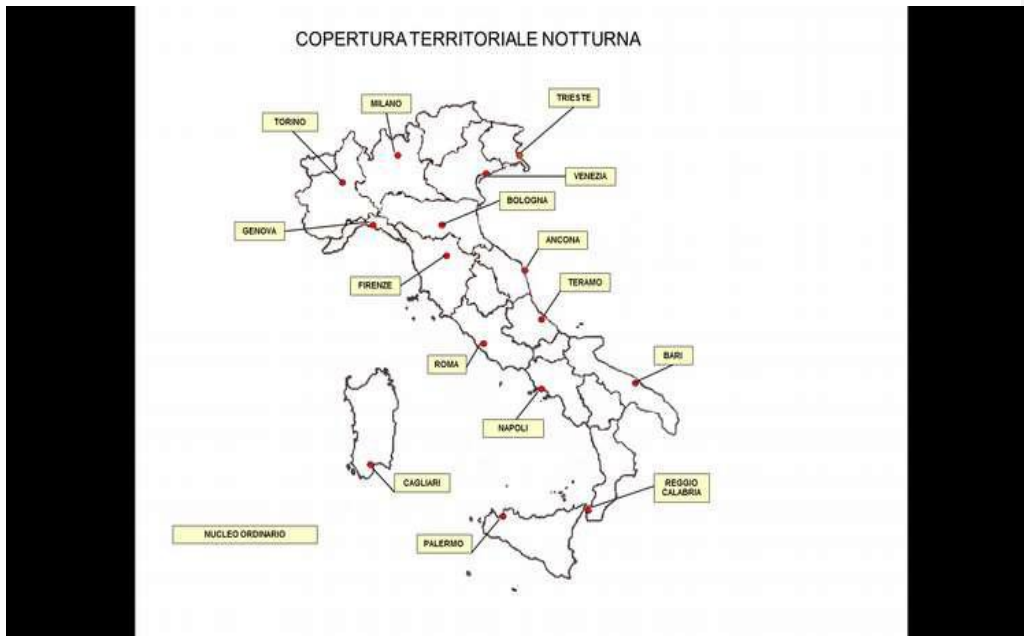 COPERTURA TERRITORIALE NOTTURNA
TRIESTE
MILANO
TORINO
VENEZIA
BOLOGNA
GENOVA
ANCONA
FIRENZE
TERAMO
BARI
ROMA
NAPOLI
CAGLIARI
REGGIO
CALABRIA
NUCLEO ORDINARIO
PALERMO